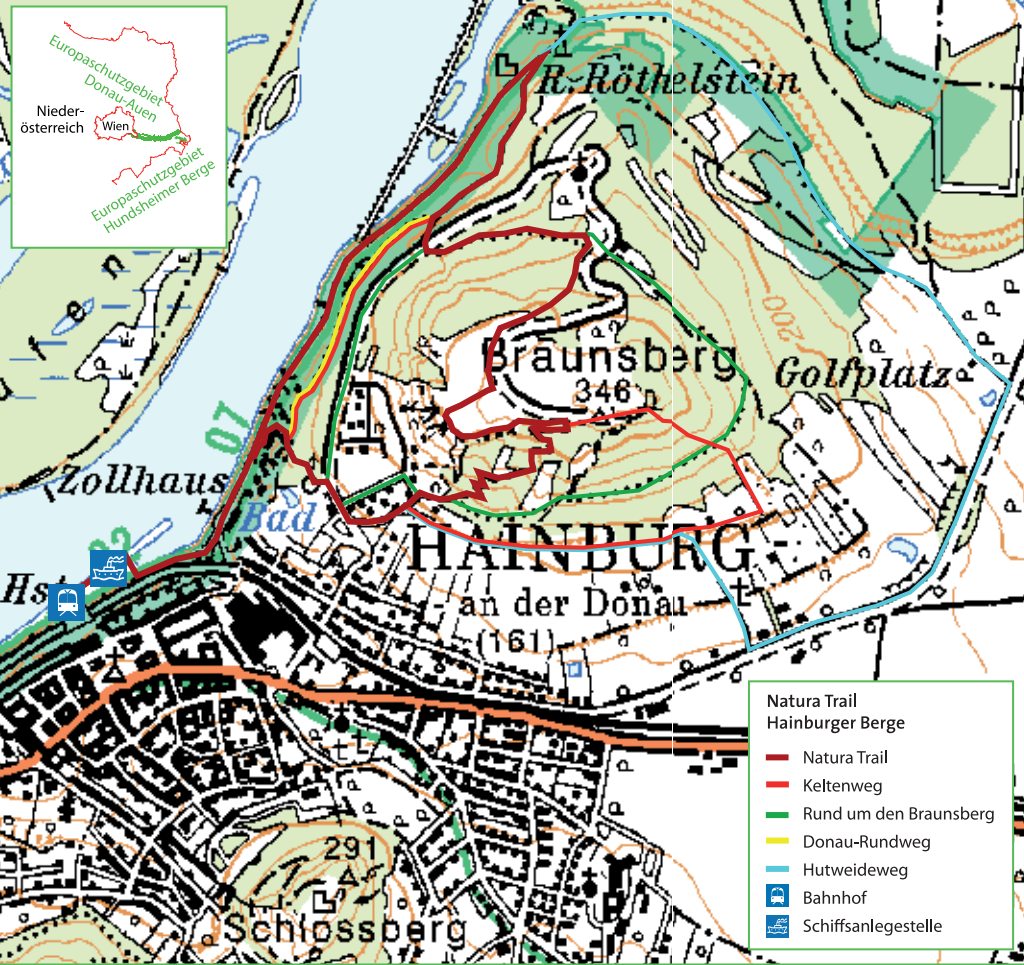 Europaschutzgebiet
Donau-Auen
Nieder-
österreich
Wien
Europaschutzgebiet
Hundsheimer Berge
R. Röthelstein
200
Braunsberg
346
Golfplatz
07
Zollhaus
Bad
HAINBURG
an der Donau
(161)
Hst
291
Schlossberg
Natura Trail
Hainburger Berge
Natura Trail
Keltenweg
Rund um den Braunsberg
Donau-Rundweg
Hutweideweg
Bahnhof
Schiffsanlegestelle